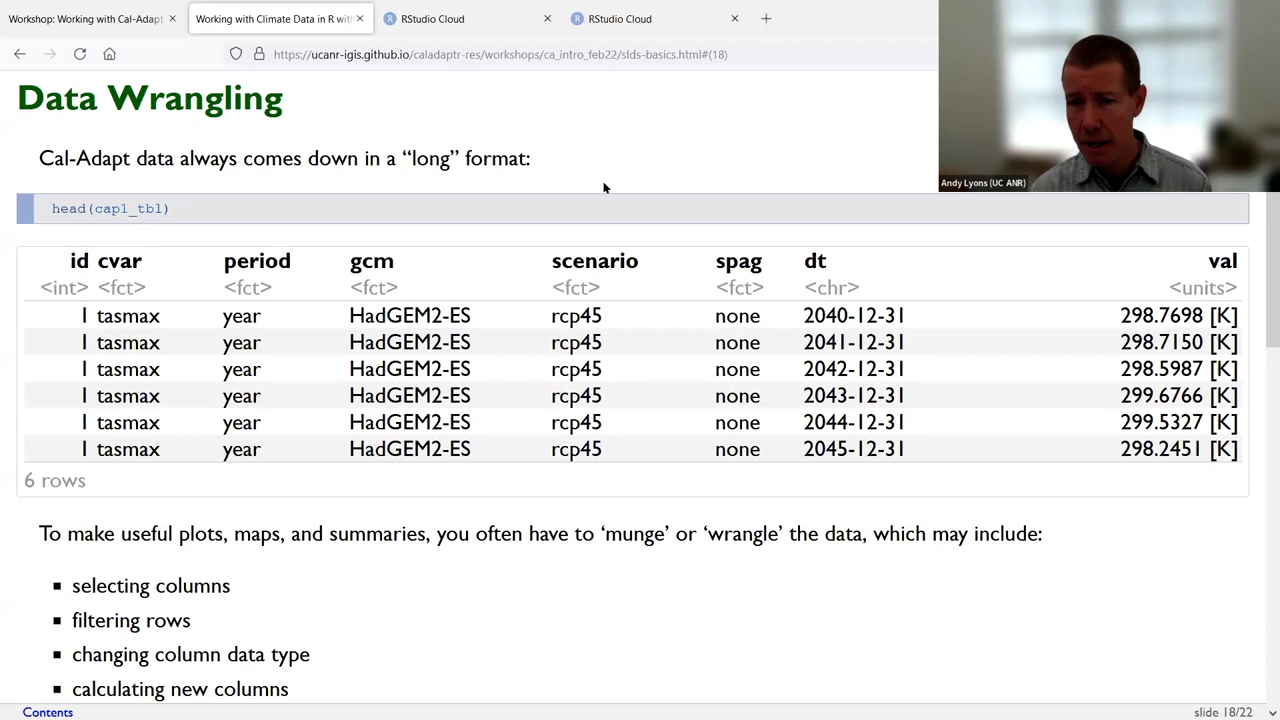 Workshop: Working with Cal-Adapt
Working with Climate Data in R with
RStudio Cloud
RStudio Cloud
https://ucanr-igis.github.io/caladaptr-res/workshops/ca_intro_feb22/slds-basics.html#(18)
Data Wrangling
Cal-Adapt data always comes down in a “long” format:
Andy Lyons (UC ANR)
head(cap1_tbl)
id cvar period gcm scenario spag dt val
<int> <fct> <fct> <fct> <fct> <fct> <chr> <units>
1 tasmax year HadGEM2-ES rcp45 none 2040-12-31 298.7698 [K]
1 tasmax year HadGEM2-ES rcp45 none 2041-12-31 298.7150 [K]
1 tasmax year HadGEM2-ES rcp45 none 2042-12-31 298.5987 [K]
1 tasmax year HadGEM2-ES rcp45 none 2043-12-31 299.6766 [K]
1 tasmax year HadGEM2-ES rcp45 none 2044-12-31 299.5327 [K]
1 tasmax year HadGEM2-ES rcp45 none 2045-12-31 298.2451 [K]
6 rows
To make useful plots, maps, and summaries, you often have to ‘munge’ or ‘wrangle’ the data, which may include:
▪ selecting columns
▪ filtering rows
▪ changing column data type
▪ calculating new columns
Contents
slide 18/22